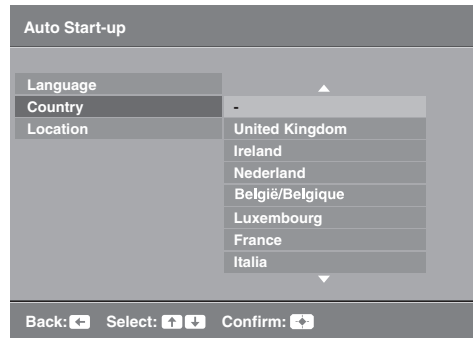 Auto Start-up
Language
Country
-
Location
United Kingdom
Ireland
Nederland
België/Belgique
Luxembourg
France
Italia
Back: Select: Confirm: